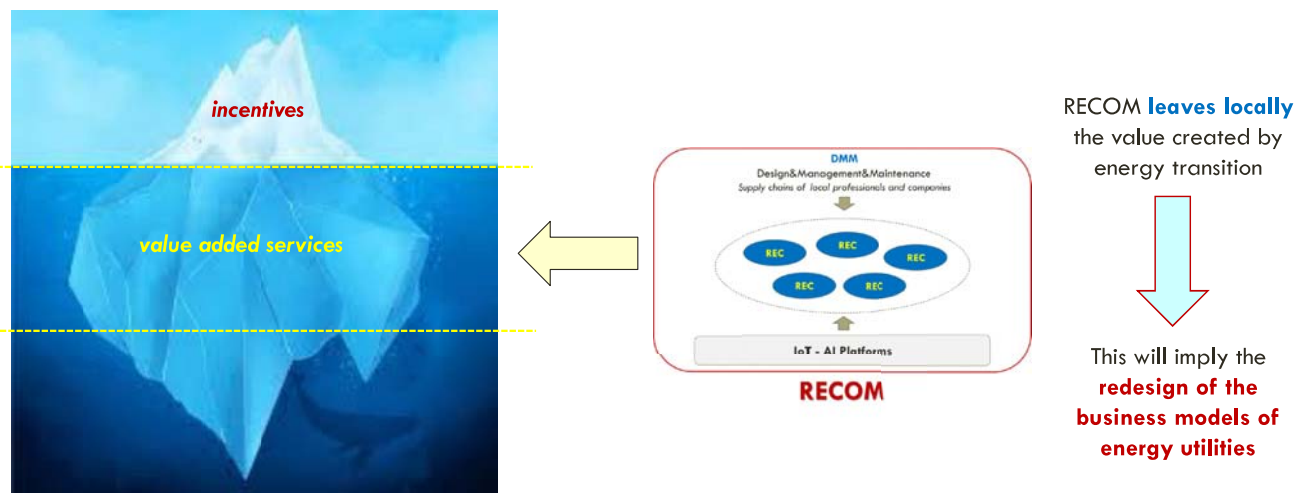 incentives
value added services
DMM
Design&Management&Maintenance
Supply chains of local professionals and companies
REC
REC
REC
REC
REC
IoT - AI Platforms
RECOM
RECOM leaves locally
the value created by
energy transition
This will imply the
redesign of the
business models of
energy utilities